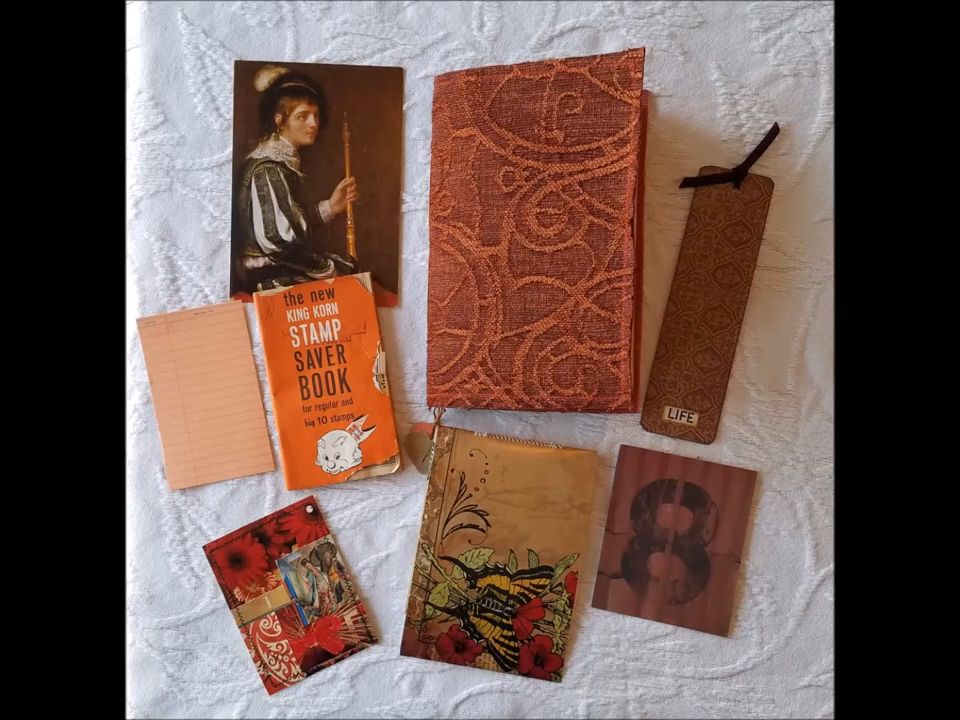 the new
KING KORN
STAMP
SAVER
BOOK
for regular and
big 10 stamps
LIFE
8